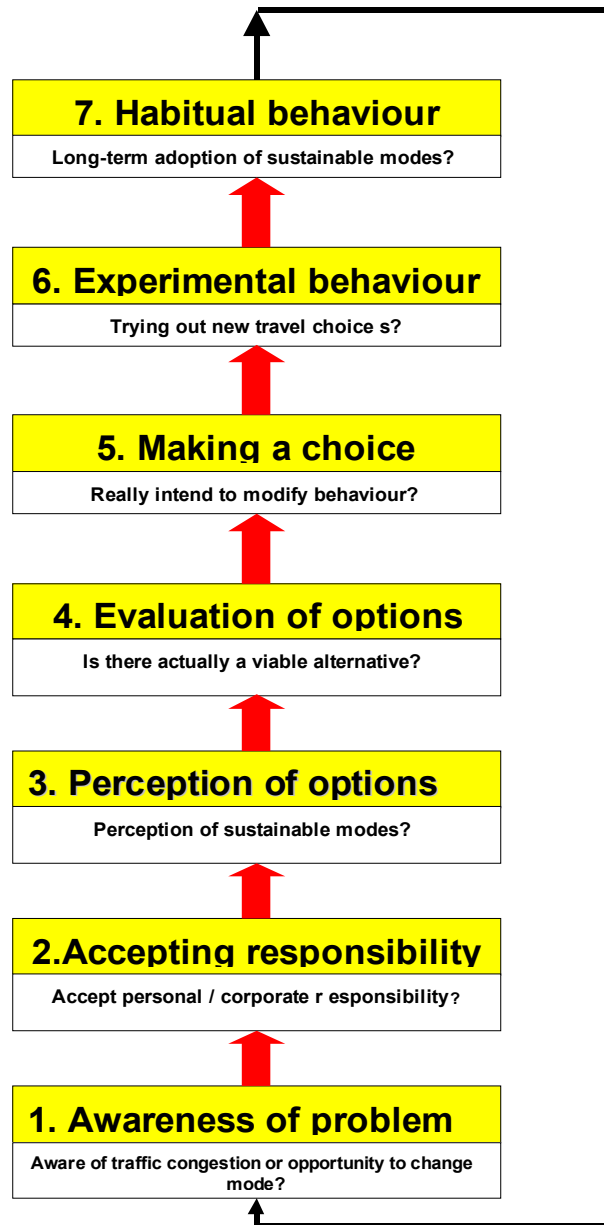 7. Habitual behaviour
Long-term adoption of sustainable modes?
6. Experimental behaviour
Trying out new travel choice s?
5. Making a choice
Really intend to modify behaviour?
4. Evaluation of options
Is there actually a viable alternative?
3. Perception of options
Perception of sustainable modes?
2.Accepting responsibility
Accept personal / corporate r esponsibility?
1. Awareness of problem
Aware of traffic congestion or opportunity to change
mode?